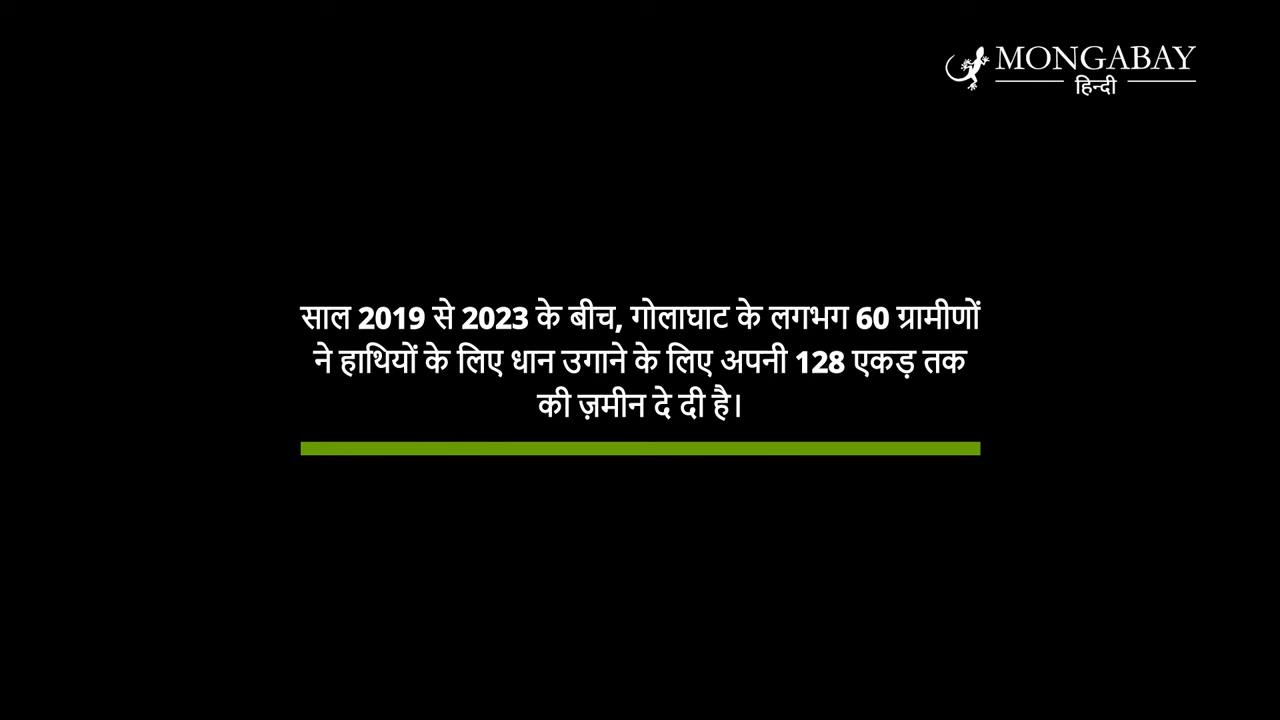 MONGABAY
हिन्दी
साल 2019 से 2023 के बीच, गोलाघाट के लगभग 60 ग्रामीणों
ने हाथियों के लिए धान उगाने के लिए अपनी 128 एकड़ तक
की ज़मीन दे दी है।